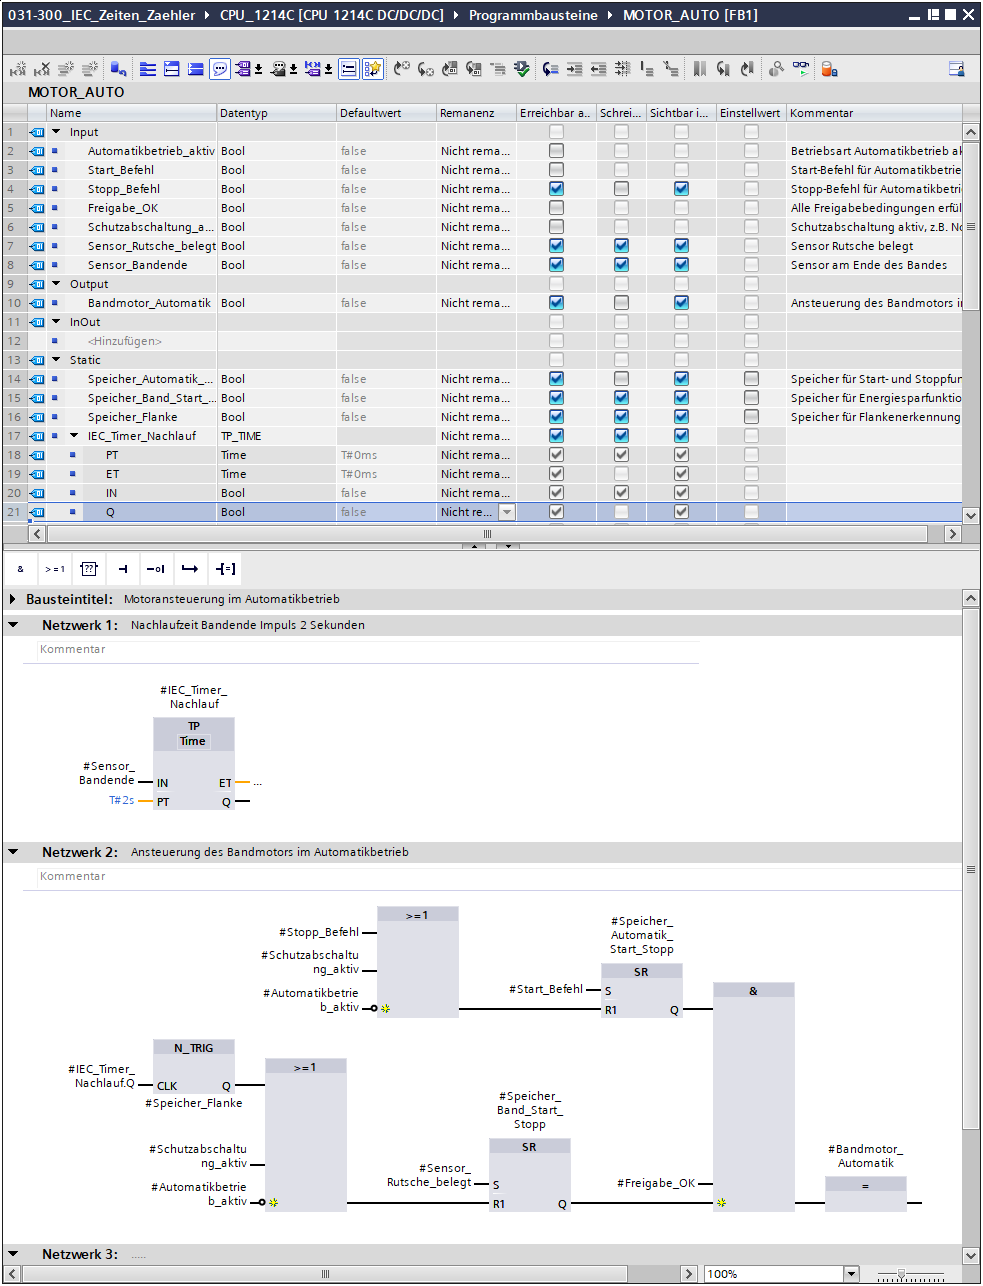 031-300_IEC_Zeiten_Zaehler ▸ CPU_1214C [CPU 1214C DC/DC/DC] ▸ Programmbausteine ▸ MOTOR_AUTO [FB1]
MOTOR_AUTO
Name Datentyp Defaultwert Remanenz Erreichbar a.. Schrei... Sichtbar i... Einstellwert Kommentar
1 Input
2 Automatikbetrieb_aktiv Bool false Nicht rema... Betriebsart Automatikbetrieb ak
3 Start_Befehl Bool false Nicht rema... Start-Befehl für Automatikbetrie
4 Stopp_Befehl Bool false Nicht rema... Stopp-Befehl für Automatikbetri
5 Freigabe_OK Bool false Nicht rema... Alle Freigabebedingungen erfül
6 Schutzabschaltung_a... Bool false Nicht rema... Schutzabschaltung aktiv, z.B. No
7 Sensor_Rutsche_belegt Bool false Nicht rema... Sensor Rutsche belegt
8 Sensor_Bandende Bool false Nicht rema... Sensor am Ende des Bandes
9 Output
10 Bandmotor_Automatik Bool false Nicht rema... Ansteuerung des Bandmotors i
11 InOut
12 <Hinzufügen>
13 Static
14 Speicher_Automatik_... Bool false Nicht rema... Speicher für Start- und Stoppfun
15 Speicher_Band_Start_... Bool false Nicht rema... Speicher für Energiesparfunktio
16 Speicher_Flanke Bool false Nicht rema... Speicher für Flankenerkennung
17 IEC_Timer_Nachlauf TP_TIME Nicht rema...
18 PT Time T#0ms Nicht rema...
19 ET Time T#0ms Nicht rema...
20 IN Bool false Nicht rema...
21 Q Bool false Nicht re...
& >=1 ??
Bausteintitel: Motoransteuerung im Automatikbetrieb
Netzwerk 1: Nachlaufzeit Bandende Impuls 2 Sekunden
Kommentar
#IEC_Timer_
Nachlauf
TP
Time
#Sensor_
Bandende IN ET ...
T#2s PT Q
Netzwerk 2: Ansteuerung des Bandmotors im Automatikbetrieb
Kommentar
>=1
#Stopp_Befehl
#Schutzabschaltu
ng_aktiv
#Automatikbetrie
b_aktiv
#Speicher_
Automatik_
Start_Stopp
SR
#Start_Befehl S
R1 Q
&
N_TRIG
#IEC_Timer_
Nachlauf.Q CLK Q
#Speicher_Flanke
>=1
#Schutzabschaltu
ng_aktiv
#Automatikbetrie
b_aktiv
#Speicher_
Band_Start_
Stopp
SR
#Sensor_
Rutsche_belegt S
R1 Q
#Freigabe_OK
#Bandmotor_
Automatik
=
Netzwerk 3: .....
100%